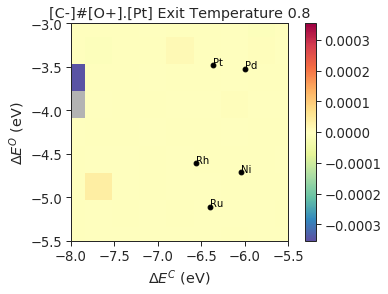 [C-]#[O+].[Pt] Exit Temperature 0.8
−3.0
−3.5
−4.0
−4.5
−5.0
−5.5
ΔE^O (eV)
Pt
Pd
Rh
Ni
Ru
−8.0 −7.5 −7.0 −6.5 −6.0 −5.5
ΔE^C (eV)
0.0003
0.0002
0.0001
0.0000
−0.0001
−0.0002
−0.0003